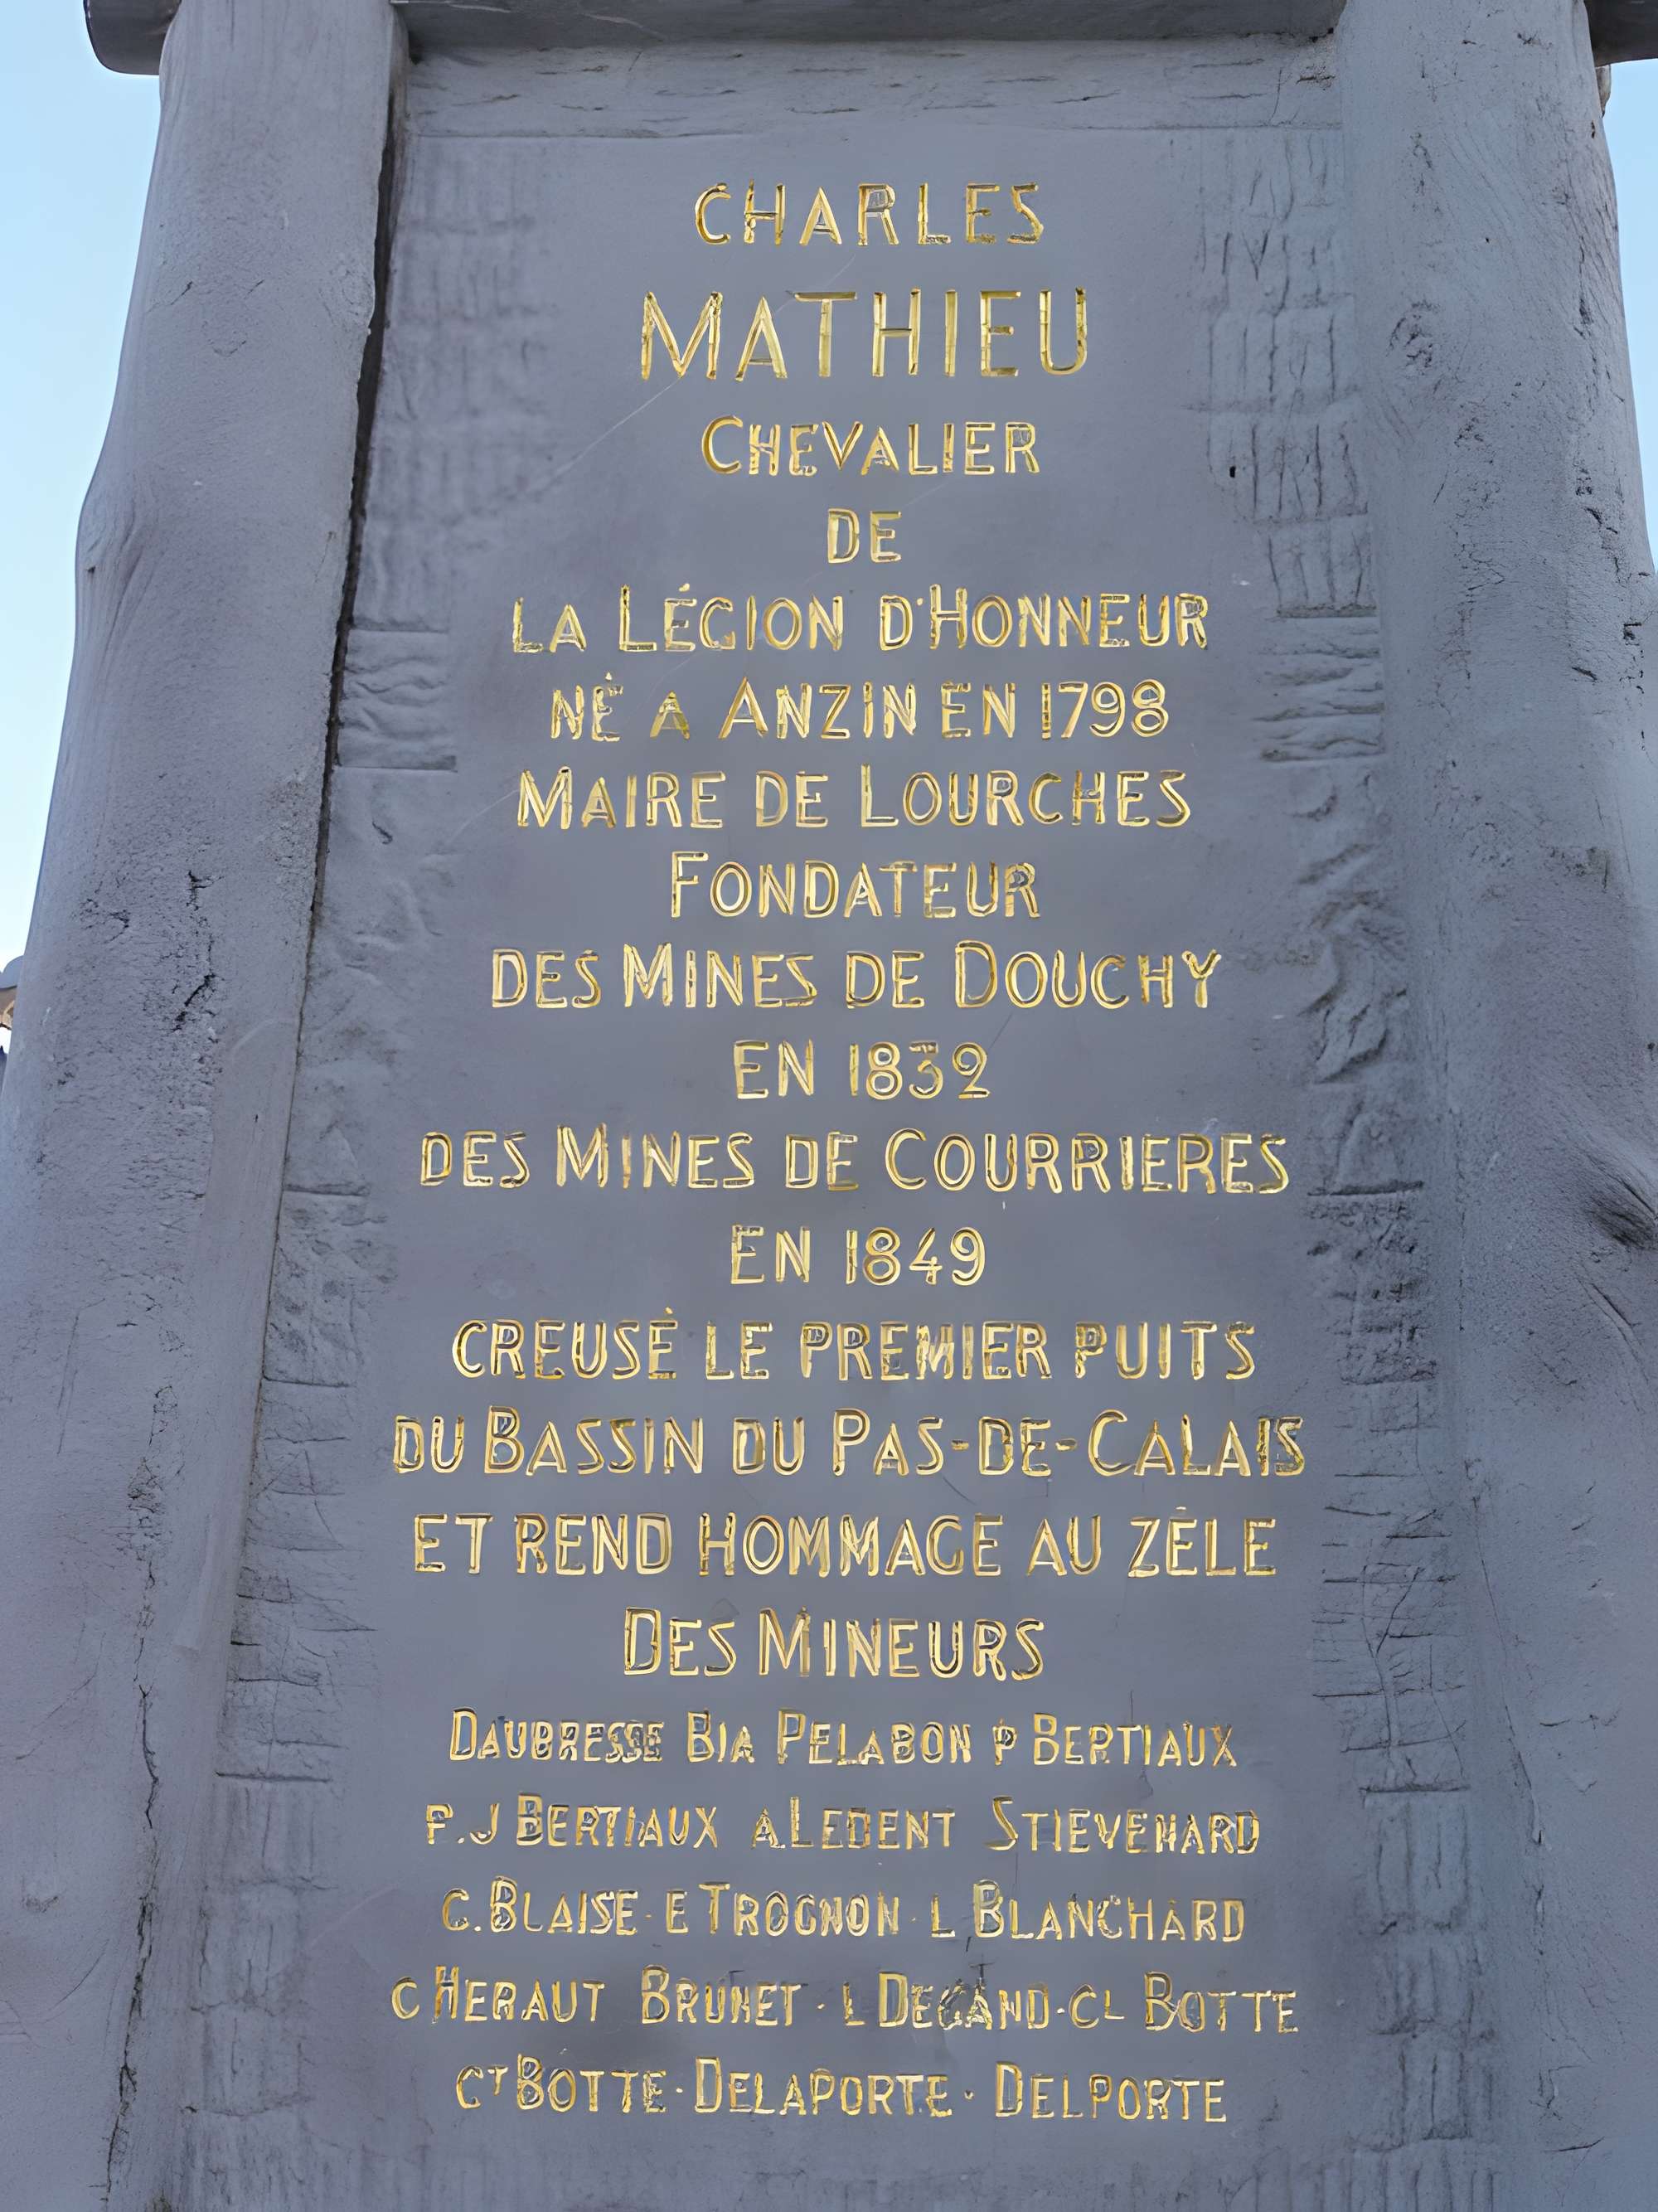 CHARLES
MATHIEU
CHEVALIER
DE
LA LÉGION D'HONNEUR
NÉ A ANZIN EN 1798
MAIRE DE LOURCHES
FONDATEUR
DES MINES DE DOUCHY
EN 1832
DES MINES DE COURRIERES
EN 1849
CREUSÉ LE PREMIER PUITS
DU BASSIN DU PAS-DE-CALAIS
ET REND HOMMAGE AU ZÊLE
DES MINEURS
DAUBRESSE BIA PELABON P BERTIAUX
F.J BERTIAUX A LEDENT STIEVENARD
C. BLAISE · E TROGNON · L BLANCHARD
C HERAUT BRUNET · L DEGAND · CL BOTTE
CT BOTTE · DELAPORTE · DELPORTE